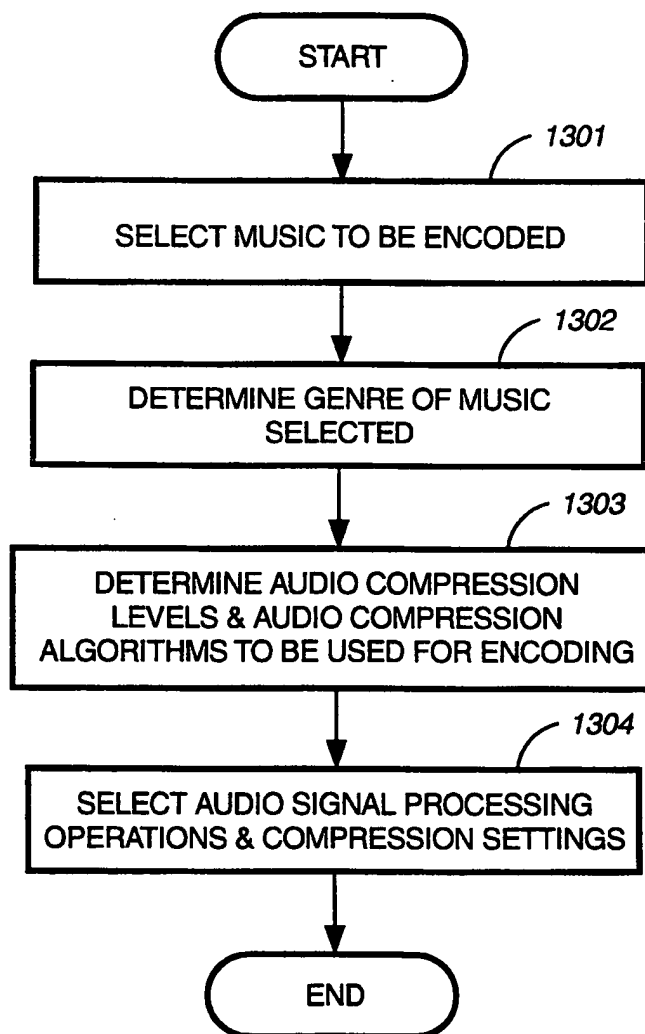 START
1301
SELECT MUSIC TO BE ENCODED
1302
DETERMINE GENRE OF MUSIC
SELECTED
1303
DETERMINE AUDIO COMPRESSION
LEVELS & AUDIO COMPRESSION
ALGORITHMS TO BE USED FOR ENCODING
1304
SELECT AUDIO SIGNAL PROCESSING
OPERATIONS & COMPRESSION SETTINGS
END